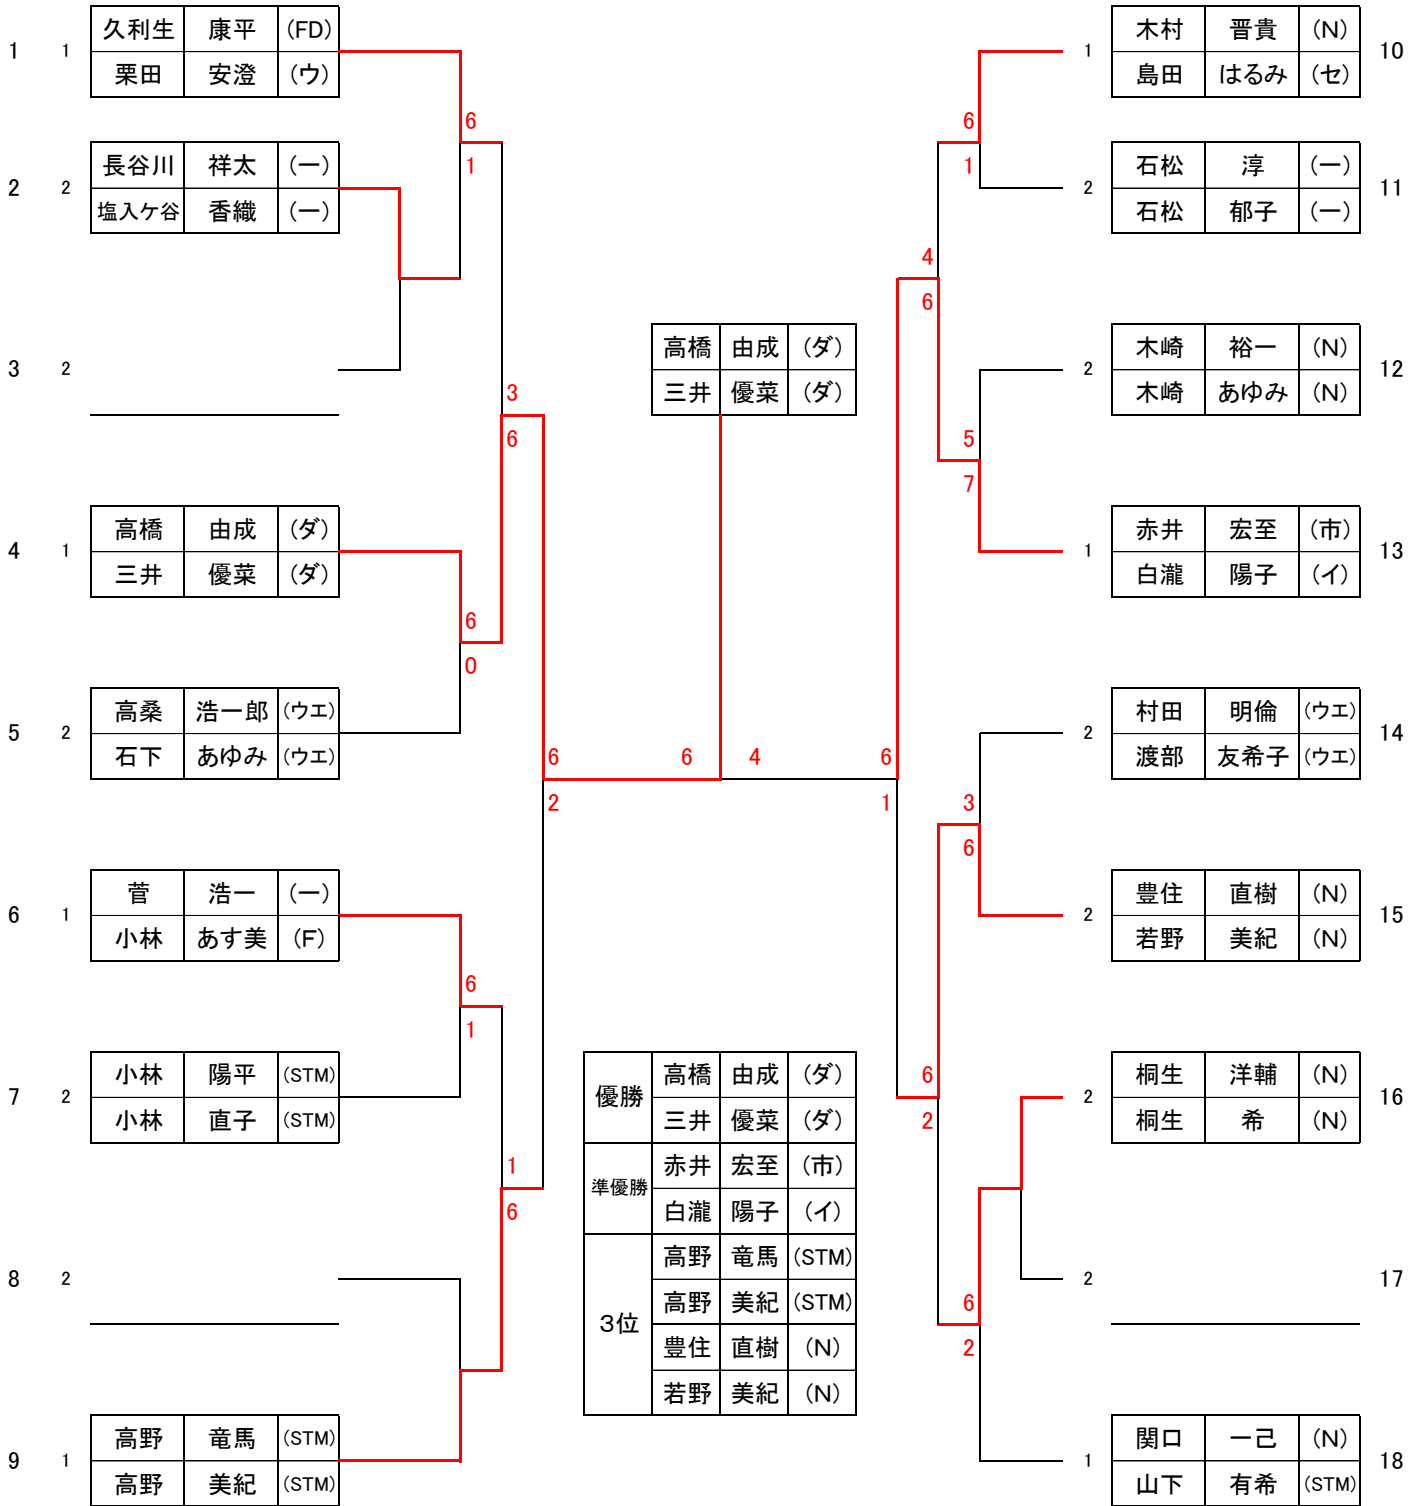 1 1 久利生 康平 (FD)
栗田 安澄 (ウ)
6
1
2 2 長谷川 祥太 (一)
塩入ケ谷 香織 (一)
3 2
3
6
4 1 高橋 由成 (ダ)
三井 優菜 (ダ)
6
0
5 2 高桑 浩一郎 (ウエ)
石下 あゆみ (ウエ)
6
2
6 1 菅 浩一 (一)
小林 あす美 (F)
6
1
7 2 小林 陽平 (STM)
小林 直子 (STM)
1
6
8 2
9 1 高野 竜馬 (STM)
高野 美紀 (STM)
高橋 由成 (ダ)
三井 優菜 (ダ)
6 4
優勝 高橋 由成 (ダ)
三井 優菜 (ダ)
準優勝 赤井 宏至 (市)
白瀧 陽子 (イ)
3位 高野 竜馬 (STM)
高野 美紀 (STM)
豊住 直樹 (N)
若野 美紀 (N)
1 木村 晋貴 (N) 10
島田 はるみ (セ)
6
1
2 石松 淳 (一) 11
石松 郁子 (一)
4
6
2 木崎 裕一 (N) 12
木崎 あゆみ (N)
5
7
1 赤井 宏至 (市) 13
白瀧 陽子 (イ)
2 村田 明倫 (ウエ) 14
渡部 友希子 (ウエ)
6
1
3
6
2 豊住 直樹 (N) 15
若野 美紀 (N)
6
2
2 桐生 洋輔 (N) 16
桐生 希 (N)
2 17
6
2
1 関口 一己 (N) 18
山下 有希 (STM)